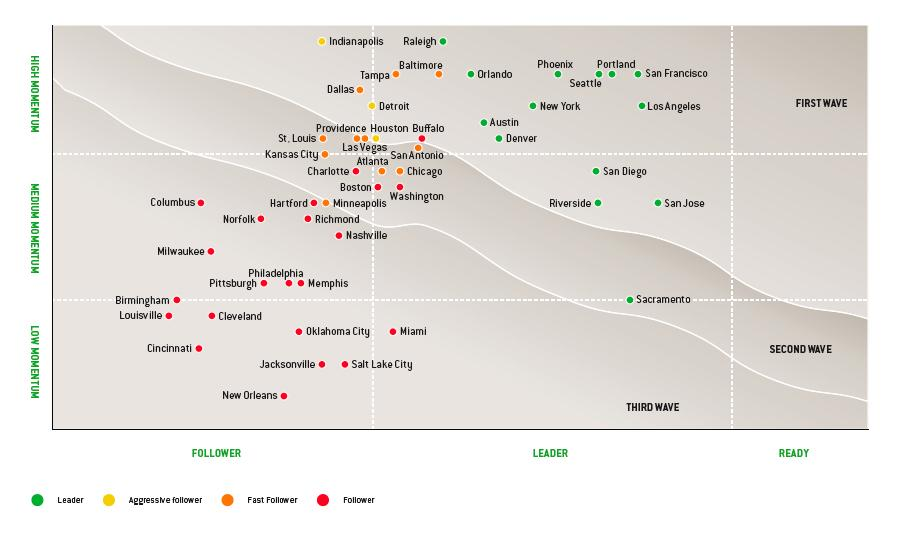 Indianapolis
Raleigh
Phoenix
Portland
Baltimore
Tampa
Orlando
Seattle
San Francisco
Dallas
Detroit
New York
Los Angeles
FIRST WAVE
HIGH MOMENTUM
Austin
Providence
Houston
Buffalo
St. Louis
Denver
Las Vegas
Kansas City
San Antonio
Atlanta
Charlotte
Chicago
San Diego
Boston
Washington
Columbus
Hartford
Minneapolis
Riverside
San Jose
Norfolk
Richmond
MEDIUM MOMENTUM
Nashville
Milwaukee
Philadelphia
Pittsburgh
Memphis
Birmingham
Sacramento
Louisville
Cleveland
Oklahoma City
Miami
Cincinnati
SECOND WAVE
LOW MOMENTUM
Jacksonville
Salt Lake City
New Orleans
THIRD WAVE
FOLLOWER
LEADER
READY
Leader
Aggressive follower
Fast Follower
Follower